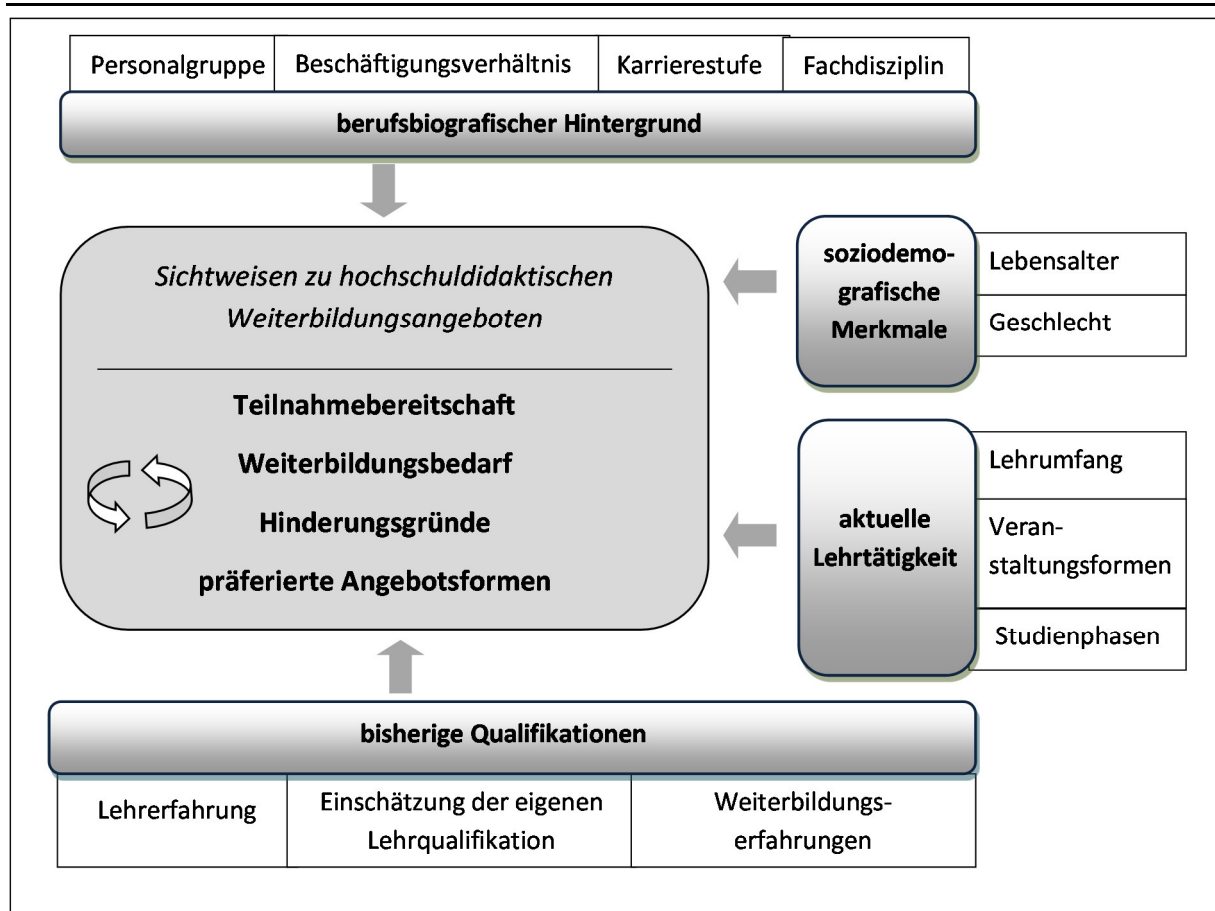 Personalgruppe
Beschäftigungsverhältnis
Karrierestufe
Fachdisziplin
berufsbiografischer Hintergrund
Sichtweisen zu hochschuldidaktischen
Weiterbildungsangeboten
Teilnahmebereitschaft
Weiterbildungsbedarf
Hinderungsgründe
präferierte Angebotsformen
soziodemo-
grafische
Merkmale
Lebensalter
Geschlecht
aktuelle
Lehrtätigkeit
Lehrumfang
Veran-
staltungsformen
Studienphasen
bisherige Qualifikationen
Lehrerfahrung
Einschätzung der eigenen
Lehrqualifikation
Weiterbildungs-
erfahrungen